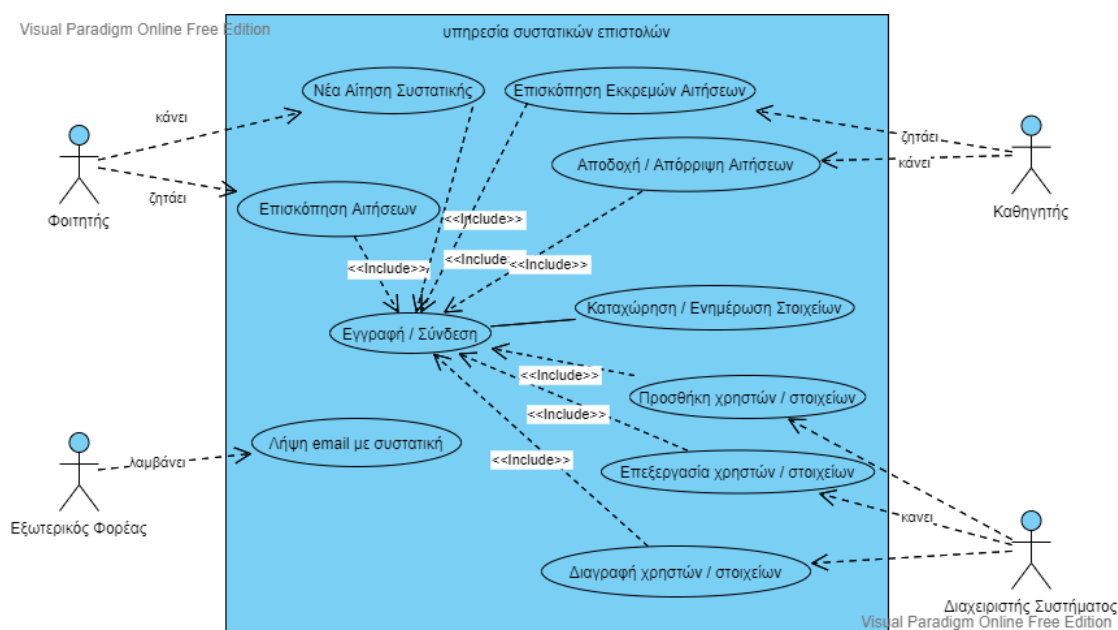 Visual Paradigm Online Free Edition
υπηρεσία συστατικών επιστολών
Νέα Αίτηση Συστατικής
Επισκόπηση Εκκρεμών Αιτήσεων
κάνει
ζητάει
Αποδοχή / Απόρριψη Αιτήσεων
κάνει
ζητάει
Φοιτητής
Επισκόπηση Αιτήσεων
Καθηγητής
<<Include>>
<<Include>>
<<Include>>
<<Include>>
Καταχώρηση / Ενημέρωση Στοιχείων
Εγγραφή / Σύνδεση
<<Include>>
Προσθήκη χρηστών / στοιχείων
<<Include>>
Λήψη email με συστατική
λαμβάνει
<<Include>>
Επεξεργασία χρηστών / στοιχείων
Εξωτερικός Φορέας
κανει
Διαγραφή χρηστών / στοιχείων
Διαχειριστής Συστήματος
Visual Paradigm Online Free Edition